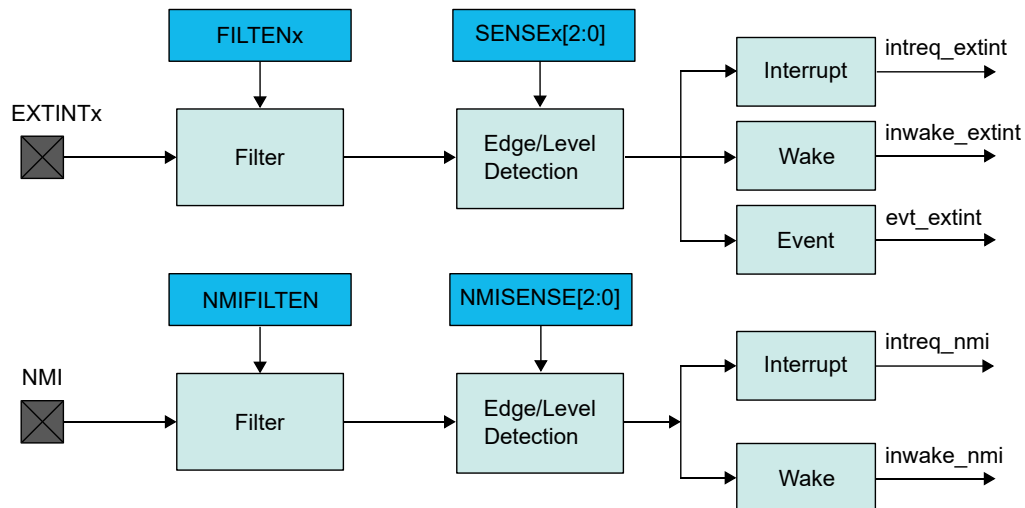 FILTENx
SENSEx[2:0]
EXTINTx
Filter
Edge/Level
Detection
Interrupt
intreq_extint
Wake
inwake_extint
Event
evt_extint
NMIFILTEN
NMISENSE[2:0]
NMI
Filter
Edge/Level
Detection
Interrupt
intreq_nmi
Wake
inwake_nmi